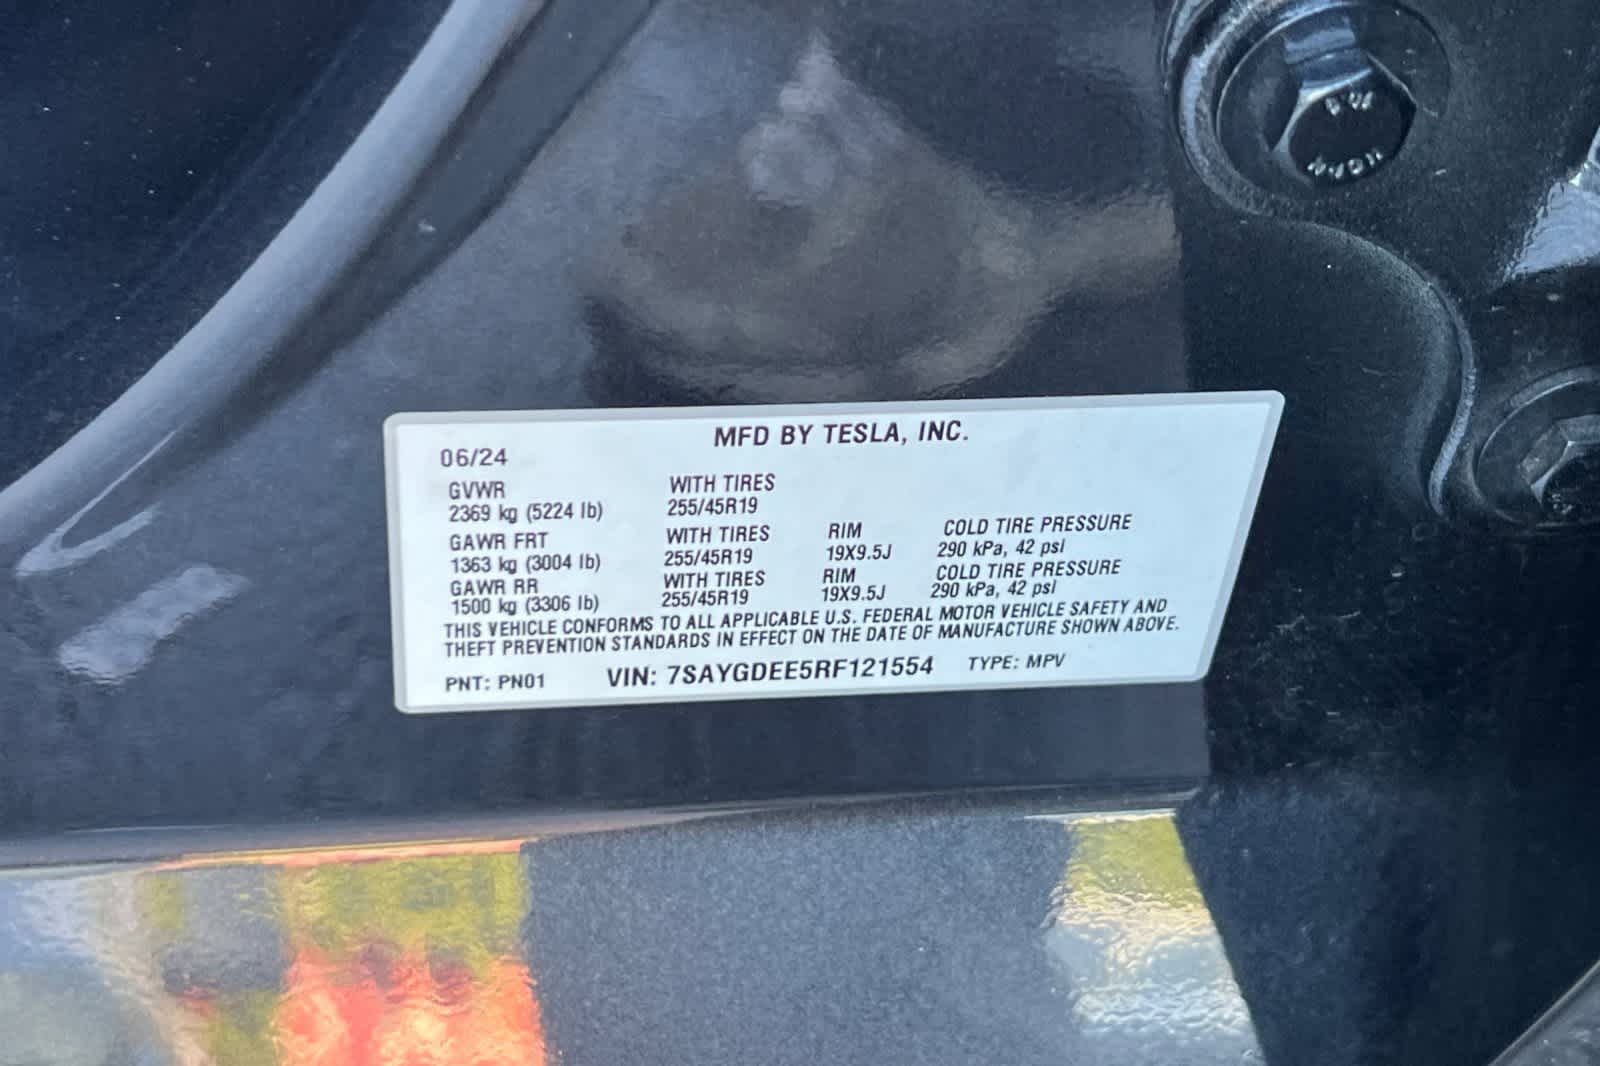 MFD BY TESLA, INC.
06/24
GVWR WITH TIRES
2369 kg (5224 lb) 255/45R19
GAWR FRT WITH TIRES RIM COLD TIRE PRESSURE
1363 kg (3004 lb) 255/45R19 19X9.5J 290 kPa, 42 psi
GAWR RR WITH TIRES RIM COLD TIRE PRESSURE
1500 kg (3306 lb) 255/45R19 19X9.5J 290 kPa, 42 psi
THIS VEHICLE CONFORMS TO ALL APPLICABLE U.S. FEDERAL MOTOR VEHICLE SAFETY AND
THEFT PREVENTION STANDARDS IN EFFECT ON THE DATE OF MANUFACTURE SHOWN ABOVE.
PNT: PN01 VIN: 7SAYGDEE5RF121554 TYPE: MPV